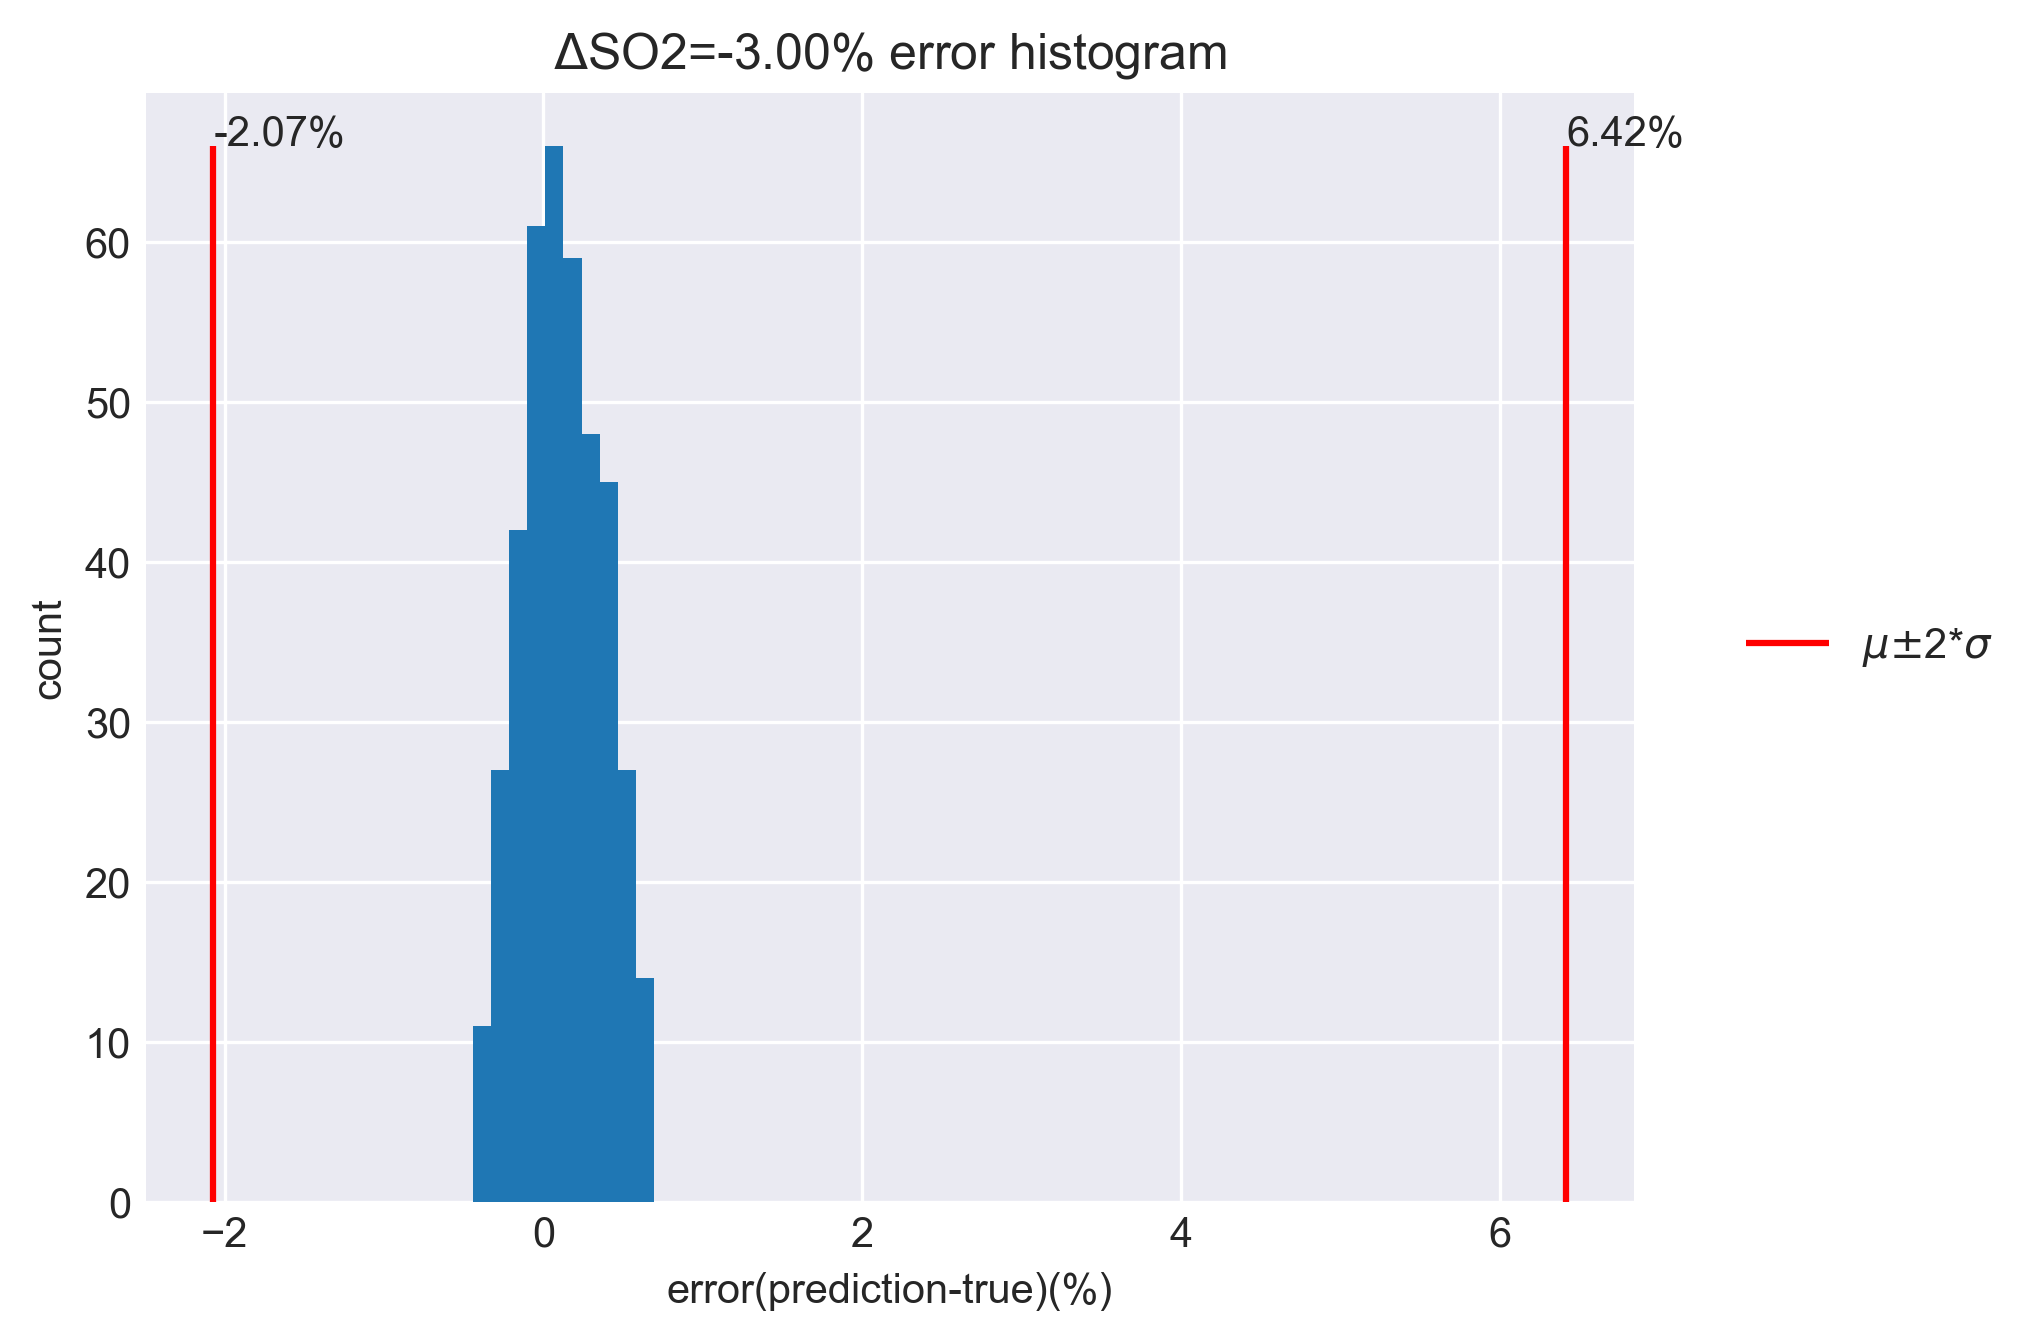 ΔSO2=-3.00% error histogram
-2.07%
6.42%
60
50
40
30
20
10
0
count
−2 0 2 4 6
error(prediction-true)(%)
μ±2*σ